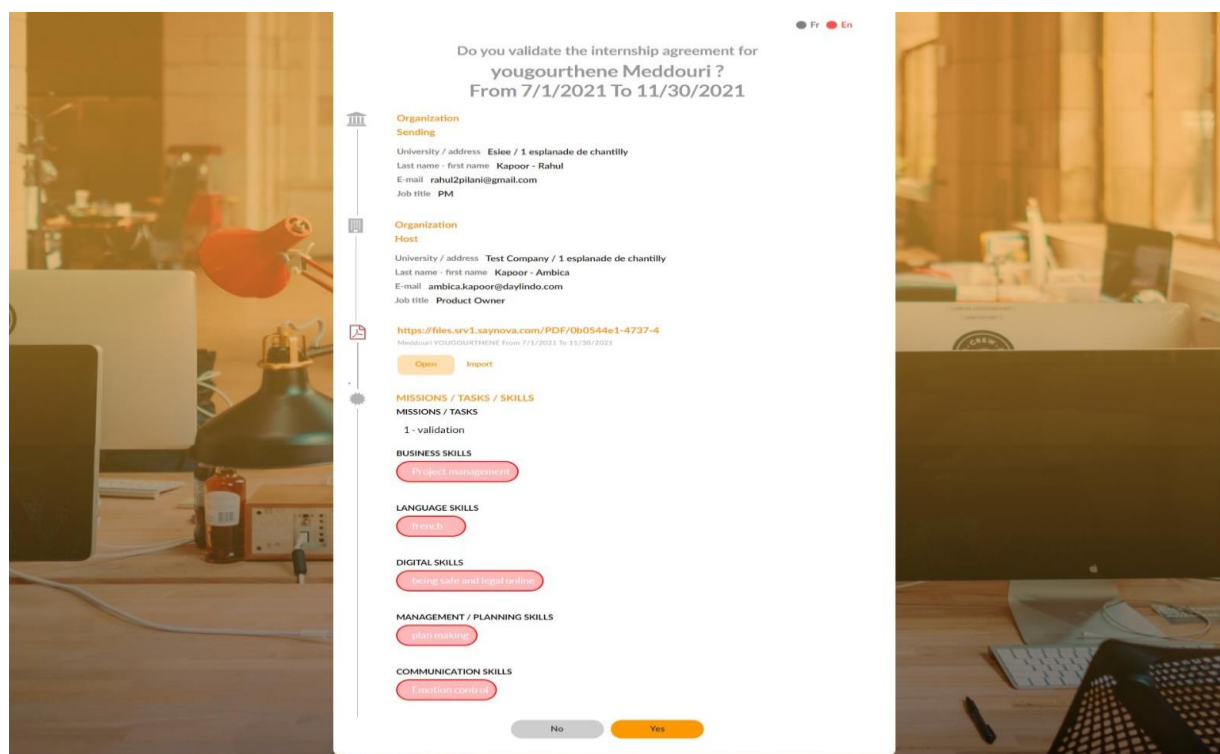 Fr En
Do you validate the internship agreement for
yougourthene Meddouri ?
From 7/1/2021 To 11/30/2021
Organization
Sending
University / address Esiee / 1 esplanade de chantilly
Last name - first name Kapoor - Rahul
E-mail rahul2pilani@gmail.com
Job title PM
Organization
Host
University / address Test Company / 1 esplanade de chantilly
Last name - first name Kapoor - Ambica
E-mail ambica.kapoor@daylindo.com
Job title Product Owner
https://files.srv1.saynova.com/PDF/0b0544e1-4737-4
Meddouri YOUGOURTHENE From 7/1/2021 To 11/30/2021
Open Import
MISSIONS / TASKS / SKILLS
MISSIONS / TASKS
1 - validation
BUSINESS SKILLS
Project management
LANGUAGE SKILLS
french
DIGITAL SKILLS
being safe and legal online
MANAGEMENT / PLANNING SKILLS
plan making
COMMUNICATION SKILLS
Emotion control
No Yes
CREW